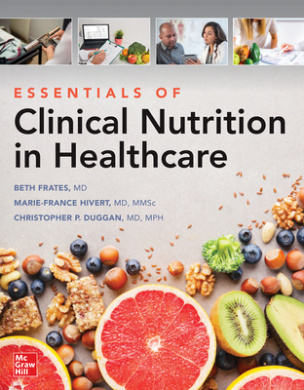 ESSENTIALS OF
Clinical Nutrition
in Healthcare
BETH FRATES, MD
MARIE-FRANCE HIVERT, MD, MMSc
CHRISTOPHER P. DUGGAN, MD, MPH
Mc
Graw
Hill